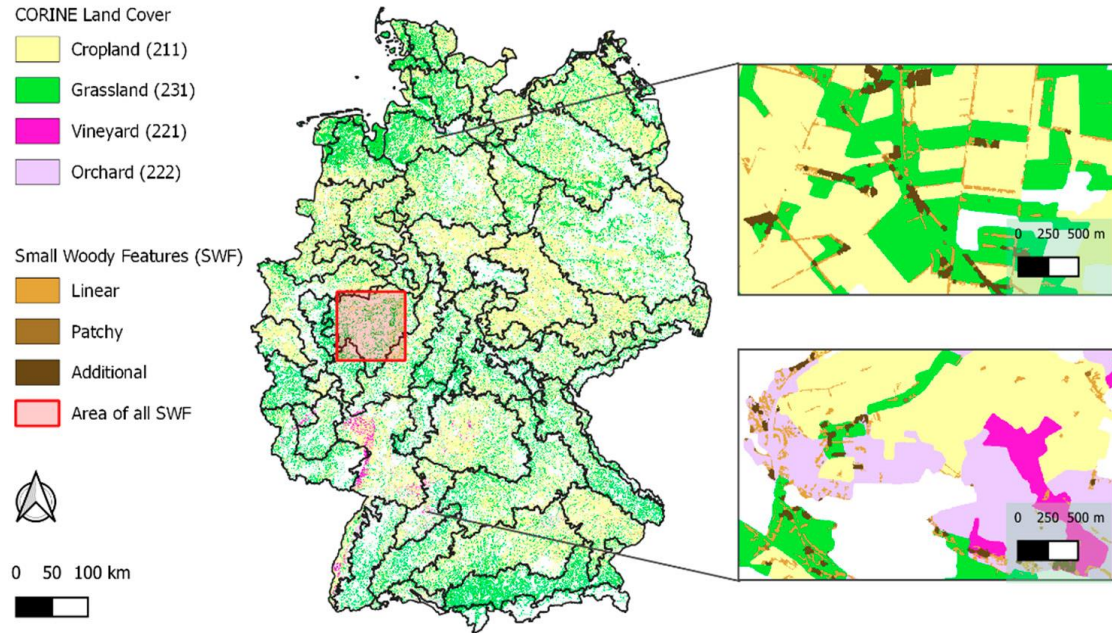 CORINE Land Cover
Cropland (211)
Grassland (231)
Vineyard (221)
Orchard (222)
Small Woody Features (SWF)
Linear
Patchy
Additional
Area of all SWF
0 50 100 km
0 250 500 m
0 250 500 m